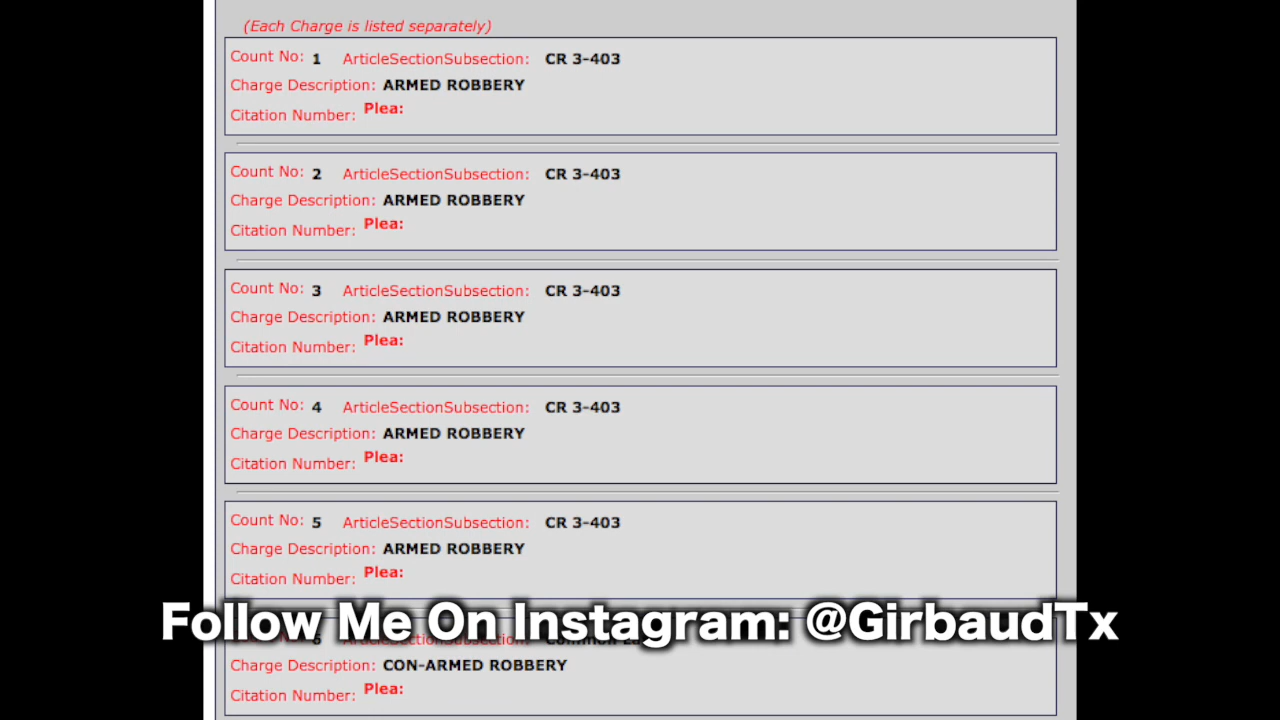 (Each Charge is listed separately)
Count No: 1 ArticleSectionSubsection: CR 3-403
Charge Description: ARMED ROBBERY
Citation Number: Plea:
Count No: 2 ArticleSectionSubsection: CR 3-403
Charge Description: ARMED ROBBERY
Citation Number: Plea:
Count No: 3 ArticleSectionSubsection: CR 3-403
Charge Description: ARMED ROBBERY
Citation Number: Plea:
Count No: 4 ArticleSectionSubsection: CR 3-403
Charge Description: ARMED ROBBERY
Citation Number: Plea:
Count No: 5 ArticleSectionSubsection: CR 3-403
Charge Description: ARMED ROBBERY
Citation Number: Plea:
Follow Me On Instagram: @GirbaudTx
6
Charge Description: CON-ARMED ROBBERY
Citation Number: Plea: